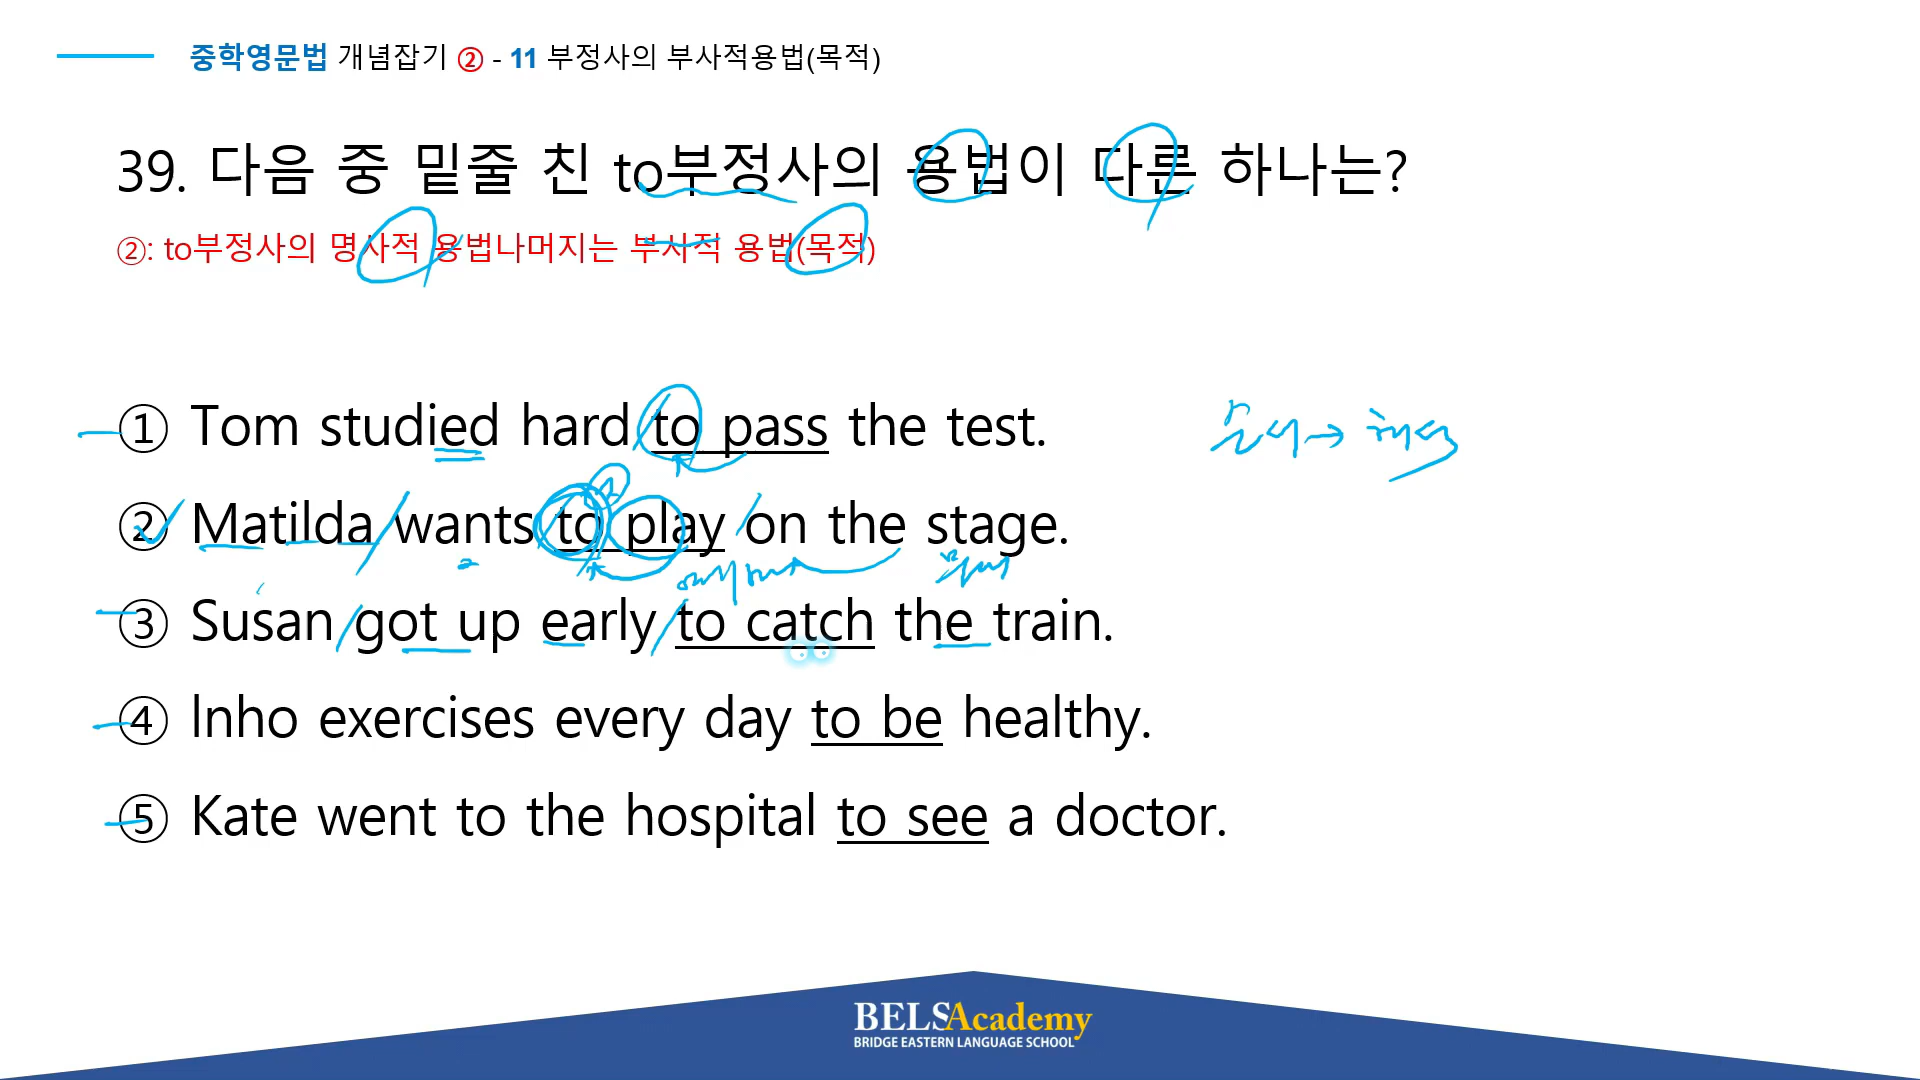 중학영문법 개념잡기 ② - 11 부정사의 부사적용법(목적)
39. 다음 중 밑줄 친 to부정사의 용법이 다른 하나는?
②: to부정사의 명사적 용법나머지는 부사적 용법(목적)
① Tom studied hard to pass the test.
② Matilda wants to play on the stage.
③ Susan got up early to catch the train.
④ Inho exercises every day to be healthy.
⑤ Kate went to the hospital to see a doctor.
BELSAcademy
BRIDGE EASTERN LANGUAGE SCHOOL